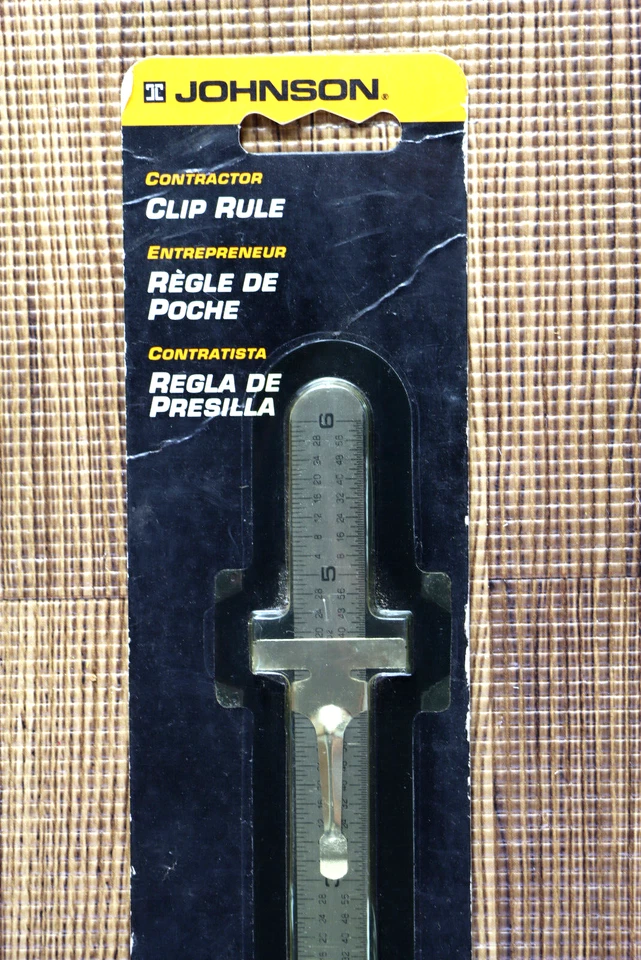 JOHNSON®
CONTRACTOR
CLIP RULE
ENTREPRENEUR
RÈGLE DE
POCHE
CONTRATISTA
REGLA DE
PRESILLA
6
5